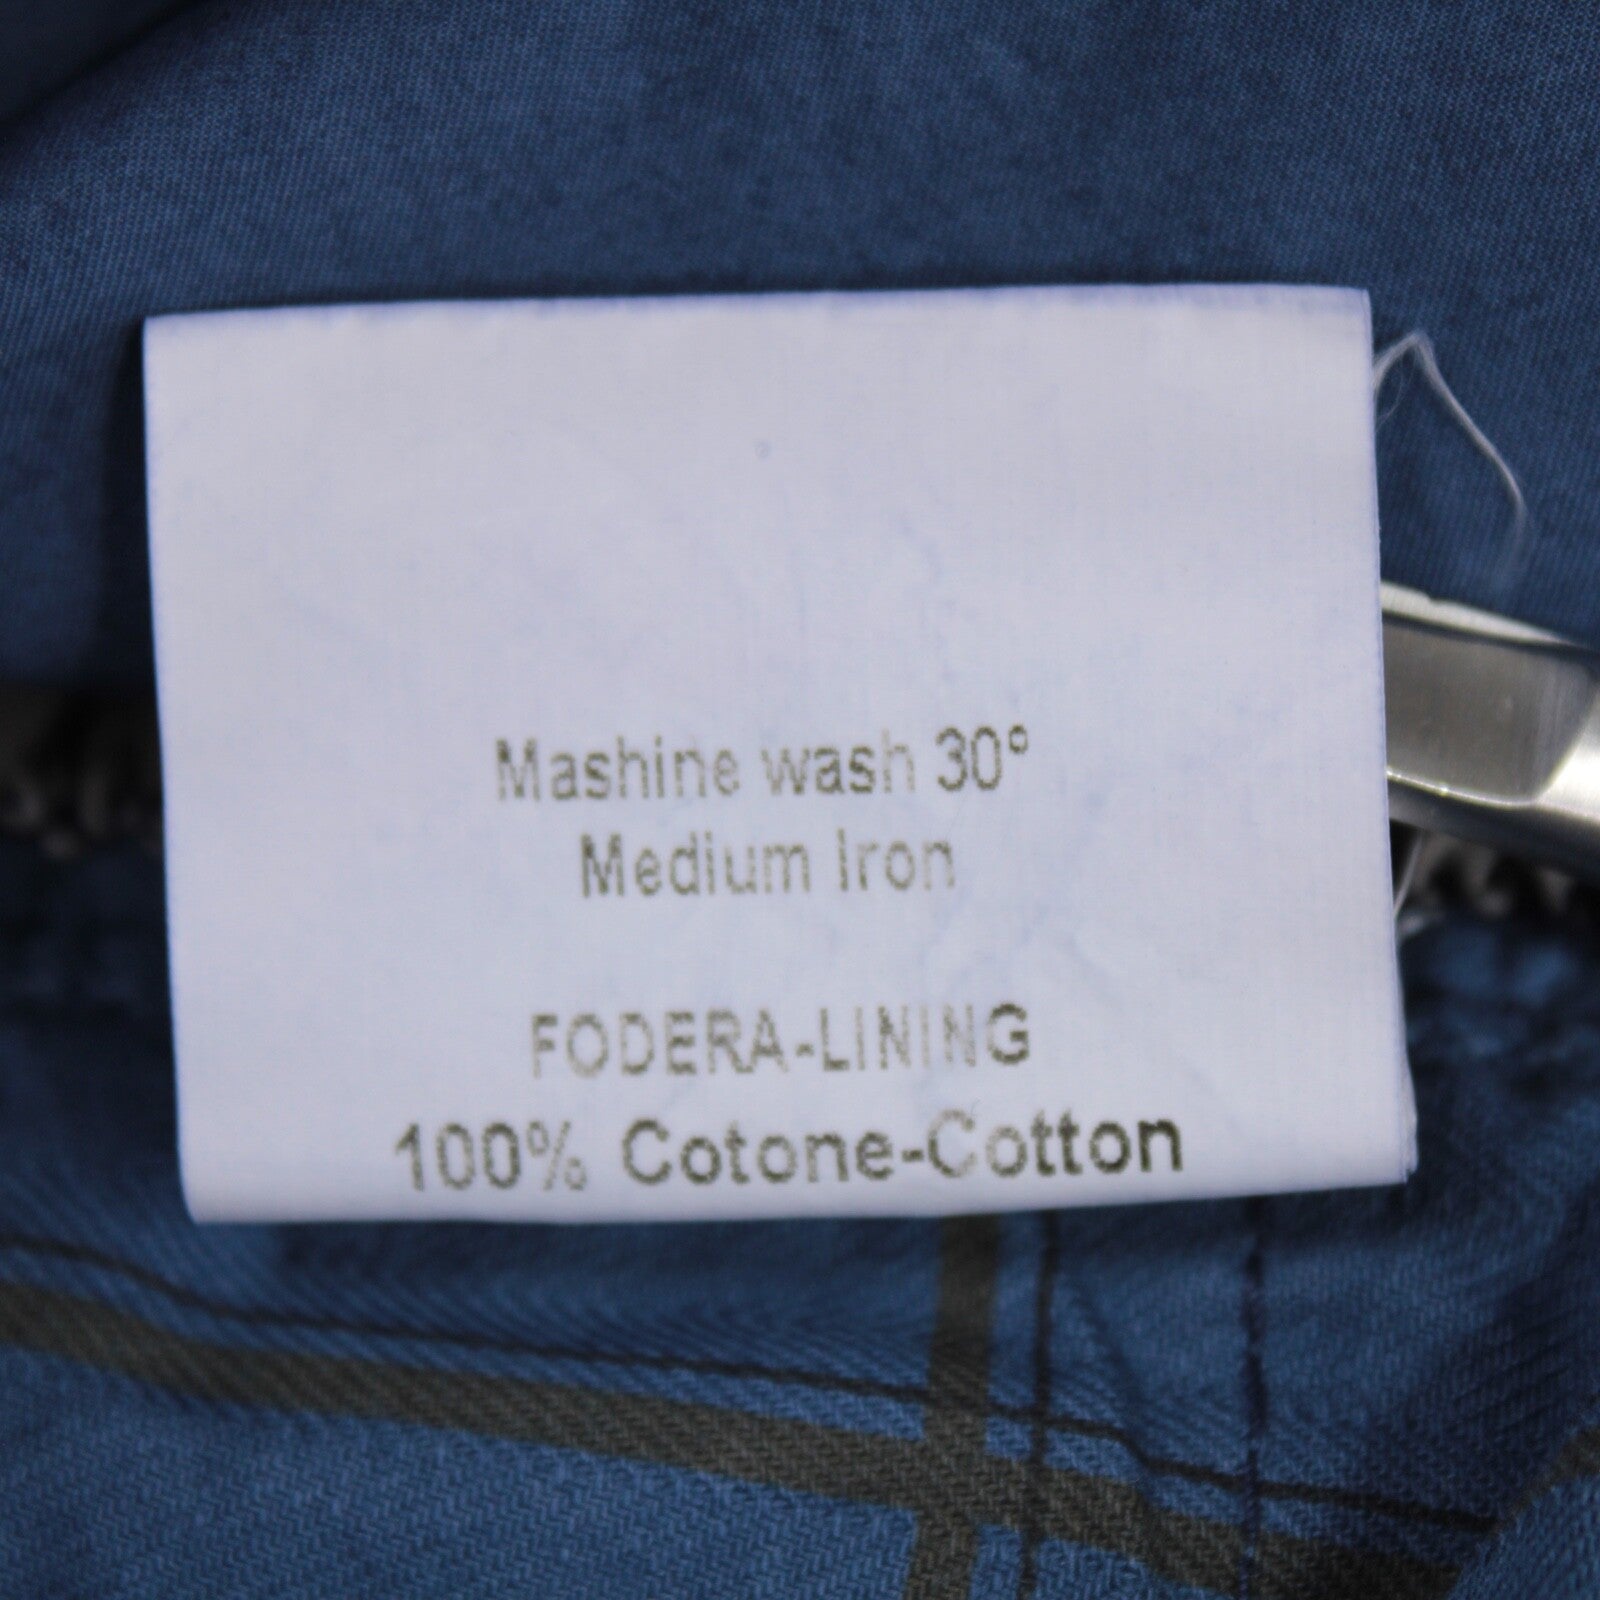 Mashine wash 30°
Medium Iron
FODERA-LINING
100% Cotone-Cotton